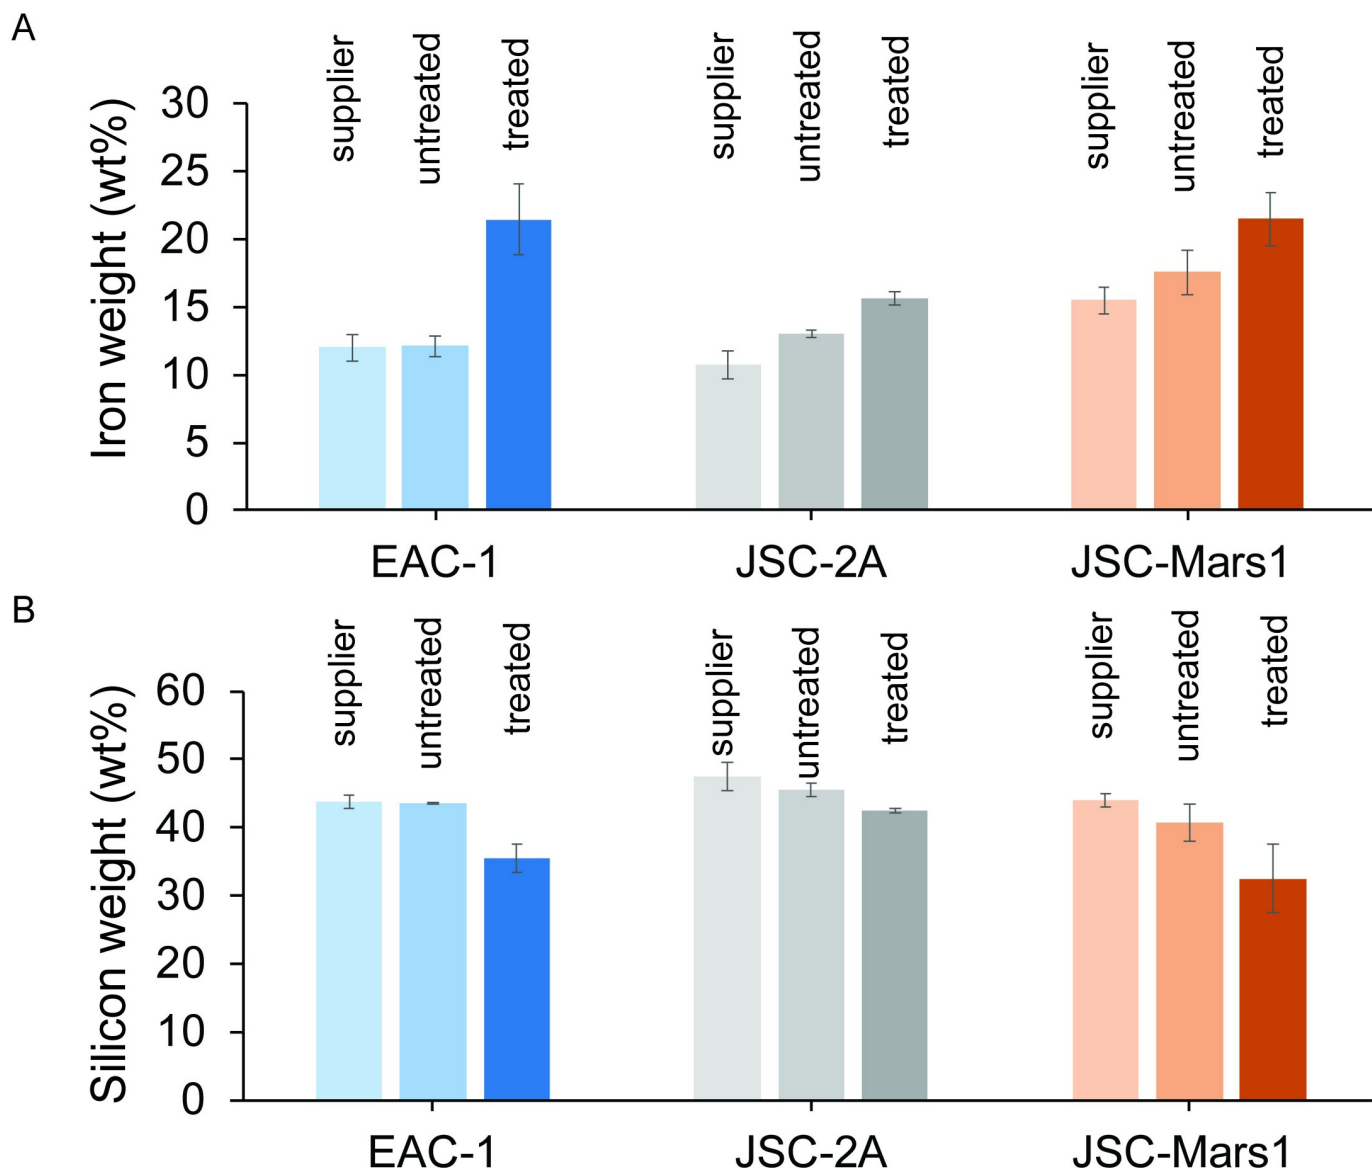 A
supplier
untreated
treated
supplier
untreated
treated
supplier
untreated
treated
Iron weight (wt%)
30
25
20
15
10
5
0
EAC-1
JSC-2A
JSC-Mars1
B
supplier
untreated
treated
supplier
untreated
treated
supplier
untreated
treated
Silicon weight (wt%)
60
50
40
30
20
10
0
EAC-1
JSC-2A
JSC-Mars1